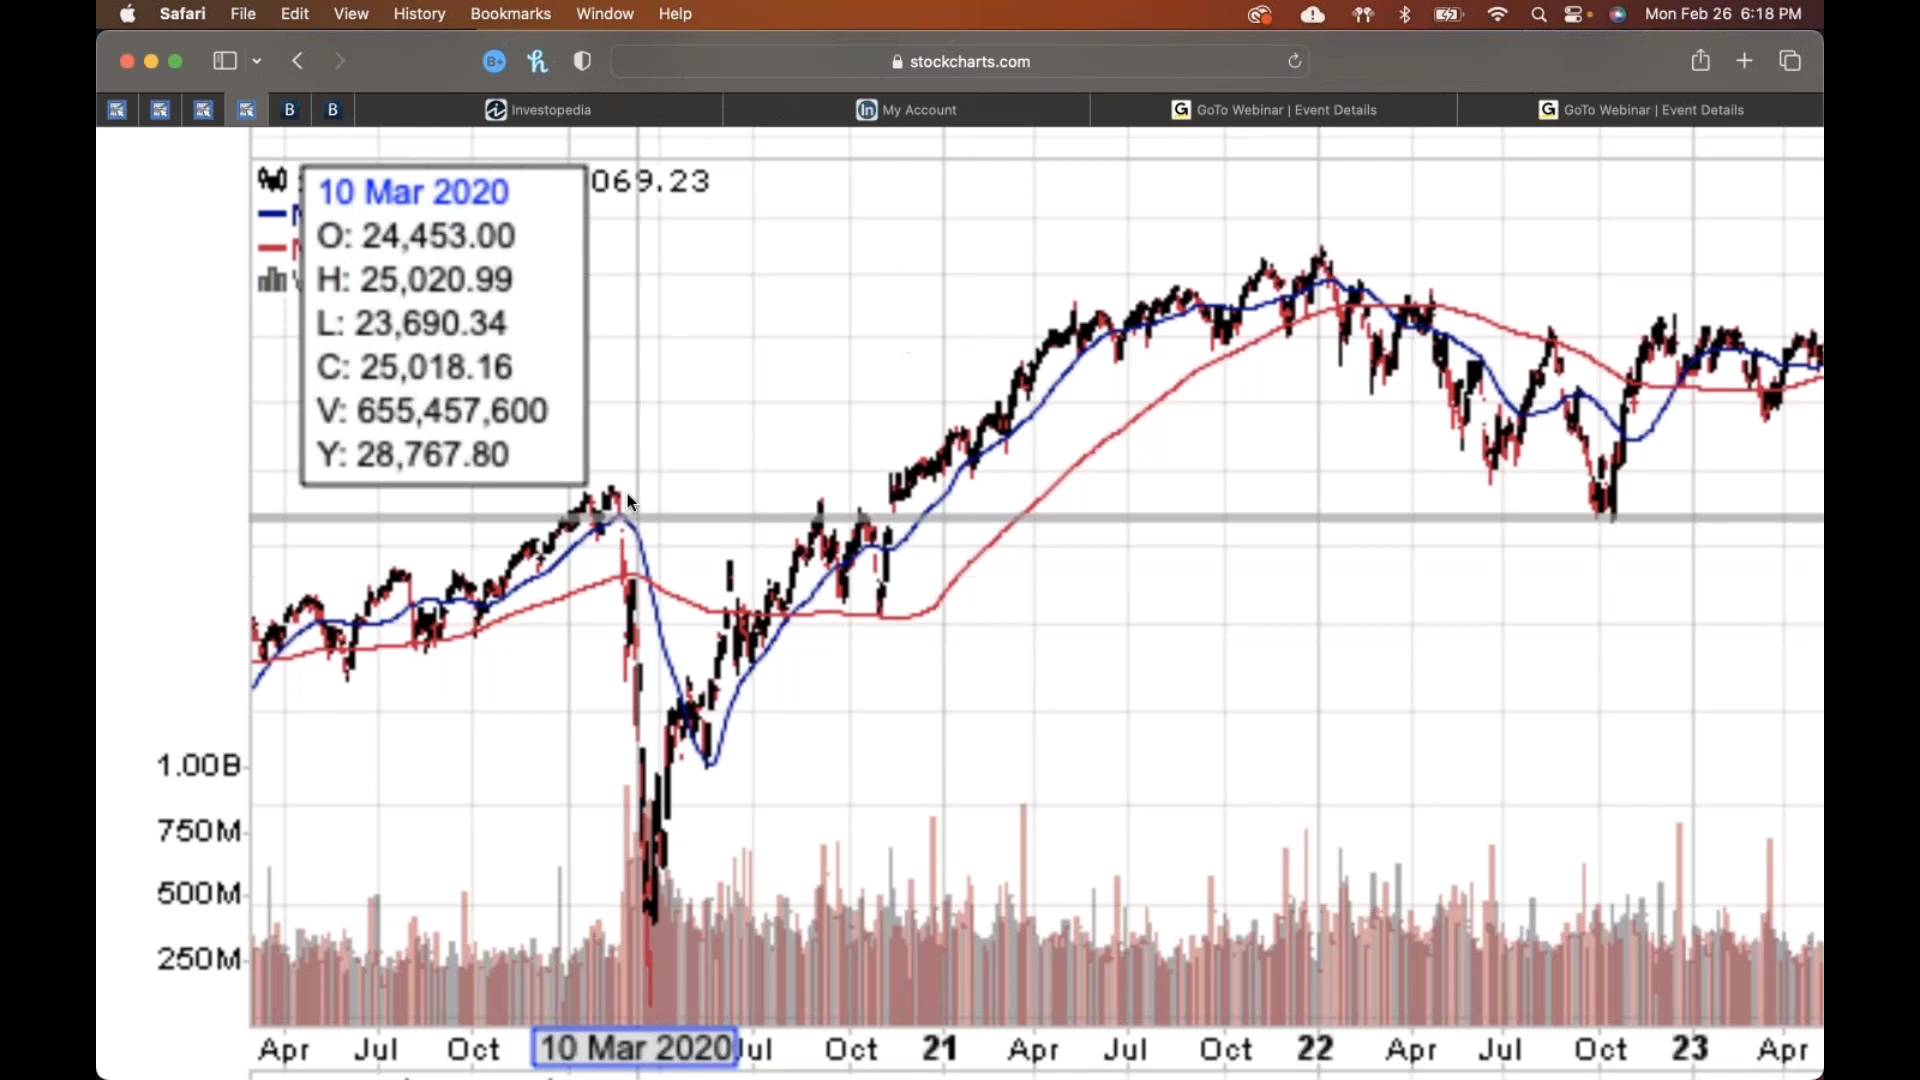 Safari File Edit View History Bookmarks Window Help Mon Feb 26 6:18 PM
stockcharts.com
B B Investopedia My Account GoTo Webinar | Event Details GoTo Webinar | Event Details
069.23
10 Mar 2020
O: 24,453.00
H: 25,020.99
L: 23,690.34
C: 25,018.16
V: 655,457,600
Y: 28,767.80
1.00B
750M
500M
250M
Apr Jul Oct 10 Mar 2020 Jul Oct 21 Apr Jul Oct 22 Apr Jul Oct 23 Apr